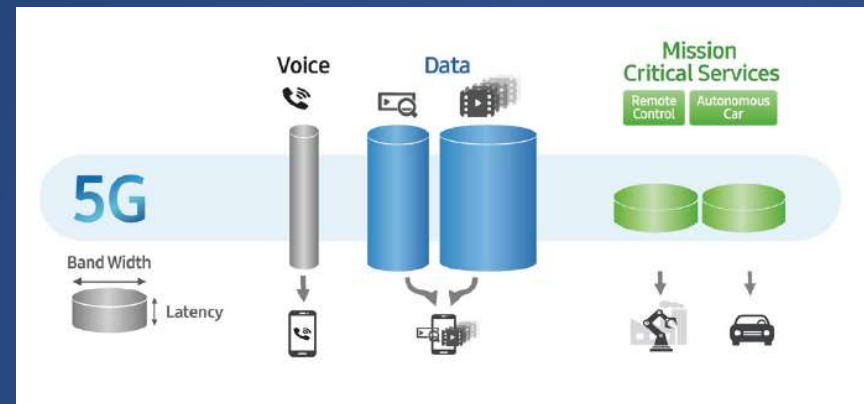 Voice
Data
Mission
Critical Services
Remote
Control
Autonomous
Car
5G
Band Width
Latency